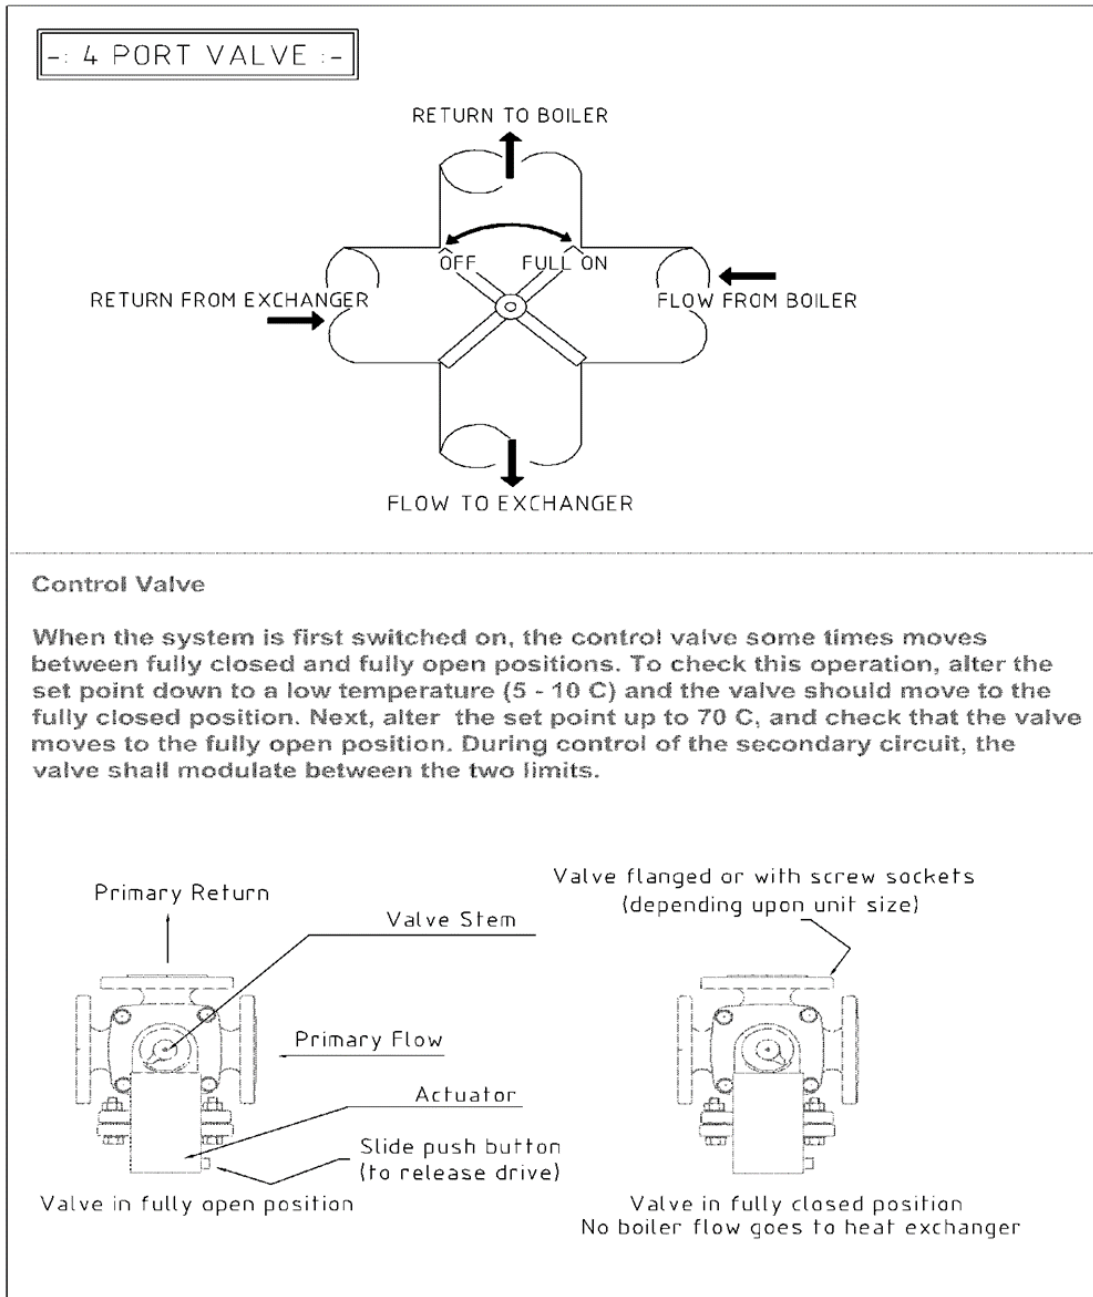 -: 4 PORT VALVE :-
RETURN TO BOILER
OFF
FULL ON
RETURN FROM EXCHANGER
FLOW FROM BOILER
FLOW TO EXCHANGER
Control Valve
When the system is first switched on, the control valve some times moves
between fully closed and fully open positions. To check this operation, alter the
set point down to a low temperature (5 - 10 C) and the valve should move to the
fully closed position. Next, alter the set point up to 70 C, and check that the valve
moves to the fully open position. During control of the secondary circuit, the
valve shall modulate between the two limits.
Primary Return
Valve Stem
Primary Flow
Actuator
Slide push button
(to release drive)
Valve in fully open position
Valve flanged or with screw sockets
(depending upon unit size)
Valve in fully closed position
No boiler flow goes to heat exchanger